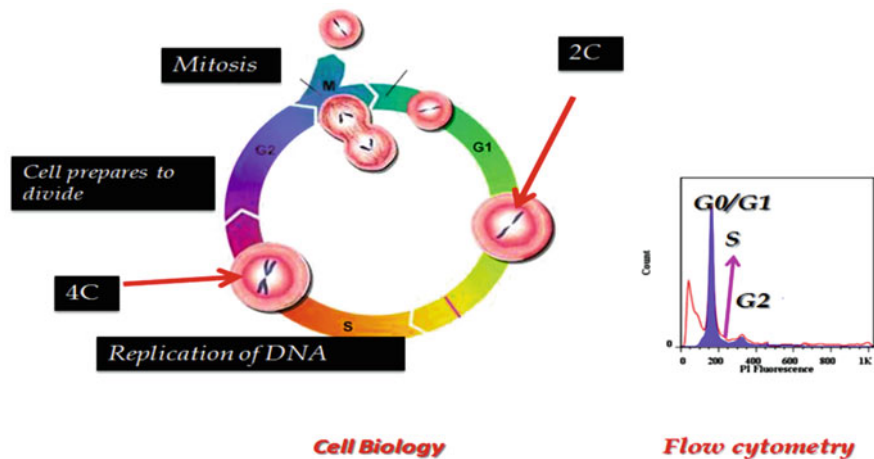 Mitosis
2C
M
G2
G1
Cell prepares to
divide
4C
S
Replication of DNA
G0/G1
S
G2
Count
0
0 200 400 600 800 1K
PI Fluorescence
Cell Biology
Flow cytometry